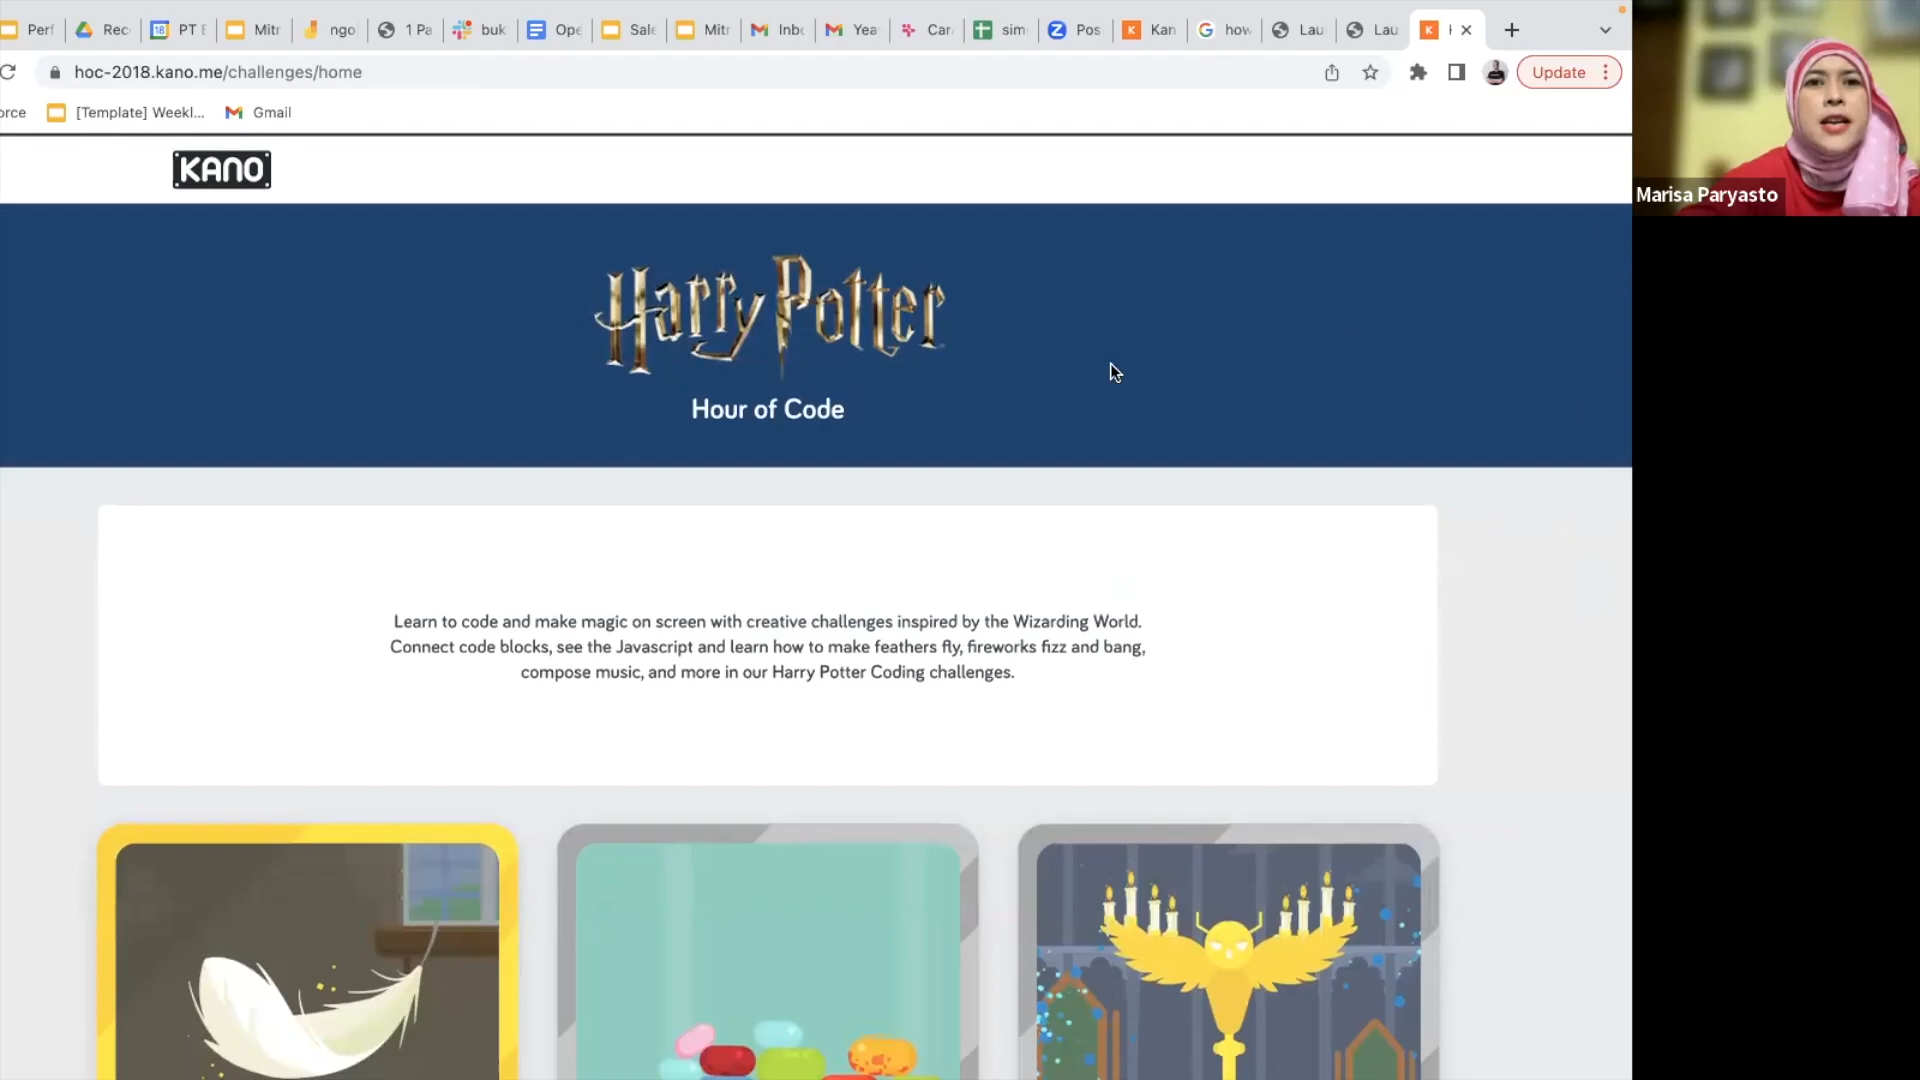 Perf
Rec
18
PT E
Mitr
ngo
1 Pa
buk
Ope
Sale
Mitr
Inbo
Yea
Car
sim
Z
Pos
K
Kan
G
how
Lau
Lau
K
hoc-2018.kano.me/challenges/home
Update
orce
[Template] Weekl...
Gmail
Marisa Paryasto
KANO
Harry Potter
Hour of Code
Learn to code and make magic on screen with creative challenges inspired by the Wizarding World.
Connect code blocks, see the Javascript and learn how to make feathers fly, fireworks fizz and bang,
compose music, and more in our Harry Potter Coding challenges.